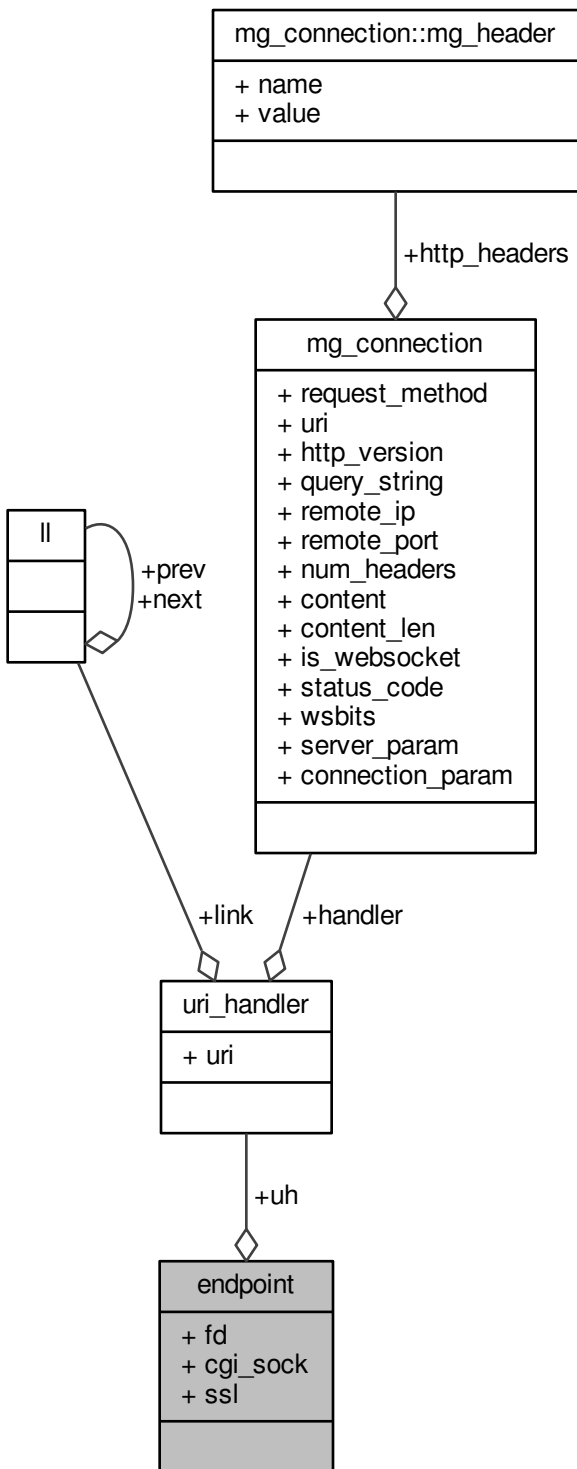 mg_connection::mg_header
+ name
+ value
+http_headers
mg_connection
+ request_method
+ uri
+ http_version
+ query_string
+ remote_ip
+ remote_port
+ num_headers
+ content
+ content_len
+ is_websocket
+ status_code
+ wsbits
+ server_param
+ connection_param
ll
+prev
+next
+link
+handler
uri_handler
+ uri
+uh
endpoint
+ fd
+ cgi_sock
+ ssl